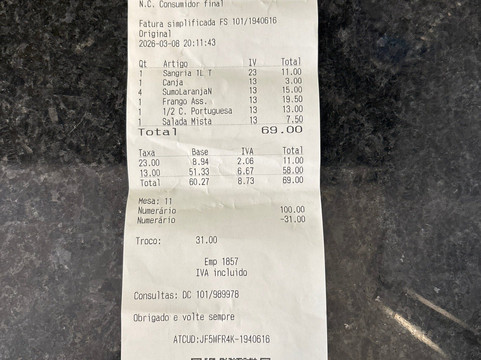 N.C. Consumidor final
Fatura simplificada FS 101/1940616
Original
2026-03-08 20:11:43
Qt Artigo IV Total
1 Sangria 1L T 23 11.00
1 Canja 13 3.00
4 SumoLaranjaN 13 15.00
1 Frango Ass. 13 19.50
1 1/2 C. Portuguesa 13 13.00
1 Salada Mista 13 7.50
Total 69.00
Taxa Base IVA Total
23.00 8.94 2.06 11.00
13.00 51.33 6.67 58.00
Total 60.27 8.73 69.00
Mesa: 11
Numerário 100.00
Numerário -31.00
Troco: 31.00
Emp 1857
IVA incluido
Consultas: DC 101/989978
Obrigado e volte sempre
ATCUD:JF5WFR4K-1940616